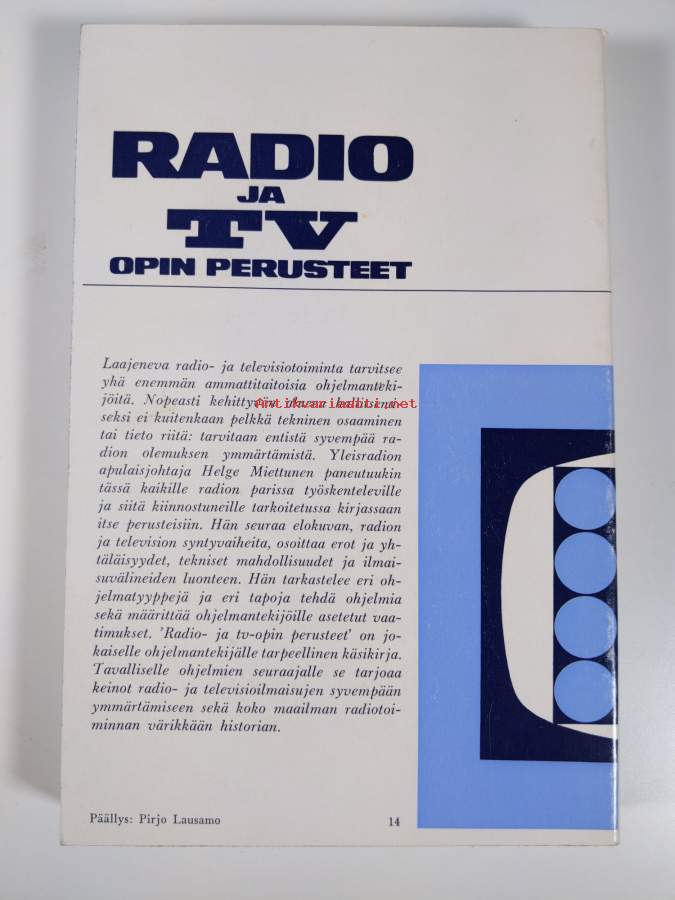 RADIO
JA
TV
OPIN PERUSTEET
Laajeneva radio- ja televisiotoiminta tarvitsee
yhä enemmän ammattitaitoisia ohjelmanteki-
jöitä. Nopeasti kehittyvän
Antikvariaatti.net
seksi ei kuitenkaan pelkkä tekninen osaaminen
tai tieto riitä: tarvitaan entistä syvempää ra-
dion olemuksen ymmärtämistä. Yleisradion
apulaisjohtaja Helge Miettunen paneutuukin
tässä kaikille radion parissa työskenteleville
ja siitä kiinnostuneille tarkoitetussa kirjassaan
itse perusteisiin. Hän seuraa elokuvan, radion
ja television syntyvaiheita, osoittaa erot ja yh-
täläisyydet, tekniset mahdollisuudet ja ilmai-
suvälineiden luonteen. Hän tarkastelee eri oh-
jelmatyyppejä ja eri tapoja tehdä ohjelmia
sekä määrittää ohjelmantekijöille asetetut vaa-
timukset. 'Radio- ja tv-opin perusteet' on jo-
kaiselle ohjelmantekijälle tarpeellinen käsikirja.
Tavalliselle ohjelmien seuraajalle se tarjoaa
keinot radio- ja televisioilmaisujen syvempään
ymmärtämiseen sekä koko maailman radiotoi-
minnan värikkään historian.
Päällys: Pirjo Lausamo 14